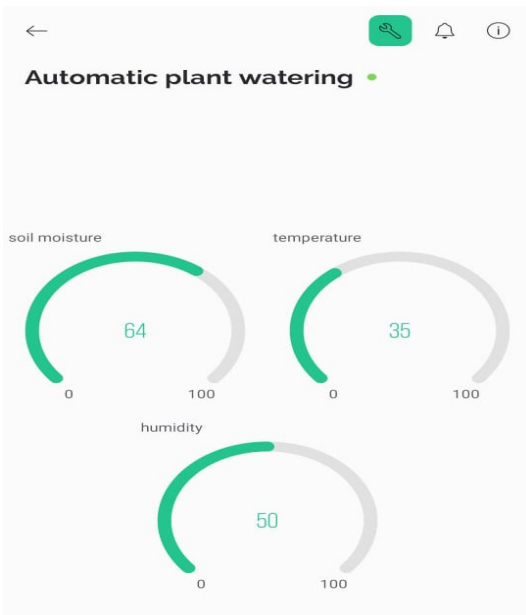 Automatic plant watering
soil moisture
temperature
64
35
0 100
0 100
humidity
50
0 100